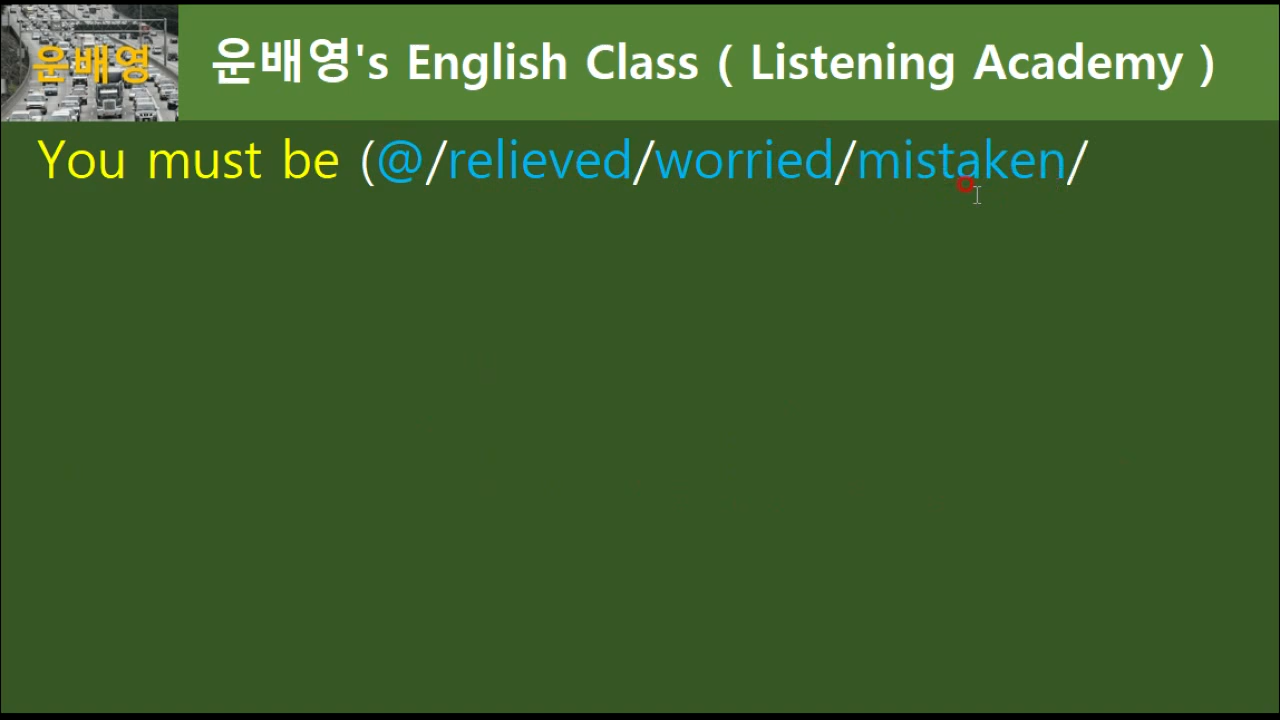 운배영
운배영's English Class ( Listening Academy )
You must be (@/relieved/worried/mistaken/